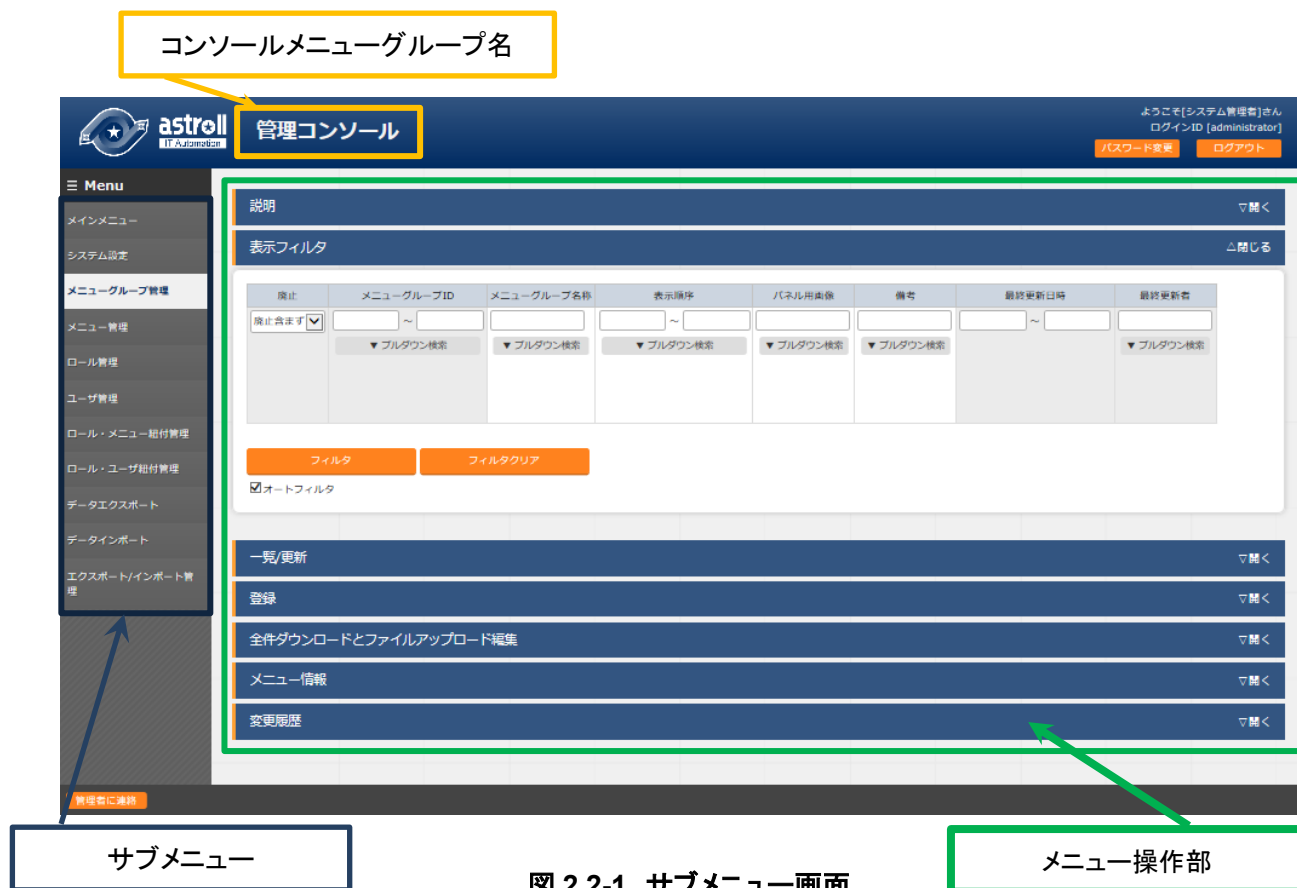 コンソールメニューグループ名
astroll
IT Automation
管理コンソール
ようこそ[システム管理者]さん
ログインID [administrator]
パスワード変更 ログアウト
☰ Menu
メインメニュー
システム設定
メニューグループ管理
メニュー管理
ロール管理
ユーザ管理
ロール・メニュー紐付管理
ロール・ユーザ紐付管理
データエクスポート
データインポート
エクスポート/インポート管
理
説明 ▽開く
表示フィルタ △閉じる
廃止 メニューグループID メニューグループ名称 表示順序 パネル用画像 備考 最終更新日時 最終更新者
廃止含まず ～ ～ ～
▼ プルダウン検索 ▼ プルダウン検索 ▼ プルダウン検索 ▼ プルダウン検索 ▼ プルダウン検索 ▼ プルダウン検索
フィルタ フィルタクリア
オートフィルタ
一覧/更新 ▽開く
登録 ▽開く
全件ダウンロードとファイルアップロード編集 ▽開く
メニュー情報 ▽開く
変更履歴 ▽開く
管理者に連絡
サブメニュー
メニュー操作部
図 2.2-1 サブメニュー画面